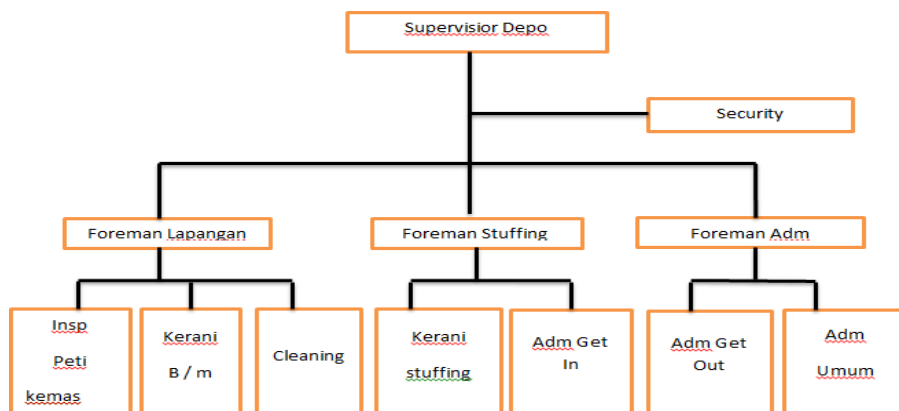 Supervisior Depo
Security
Foreman Lapangan
Foreman Stuffing
Foreman Adm
Insp
Peti
kemas
Kerani
B / m
Cleaning
Kerani
stuffing
Adm Get
In
Adm Get
Out
Adm
Umum